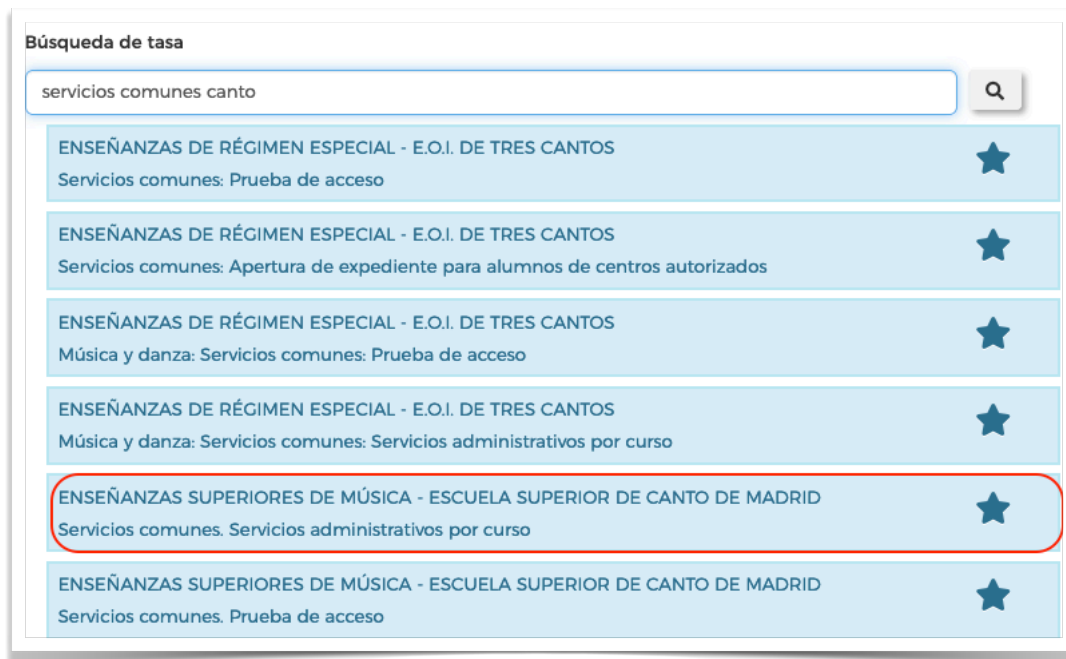 Búsqueda de tasa
servicios comunes canto
ENSEÑANZAS DE RÉGIMEN ESPECIAL - E.O.I. DE TRES CANTOS
Servicios comunes: Prueba de acceso
ENSEÑANZAS DE RÉGIMEN ESPECIAL - E.O.I. DE TRES CANTOS
Servicios comunes: Apertura de expediente para alumnos de centros autorizados
ENSEÑANZAS DE RÉGIMEN ESPECIAL - E.O.I. DE TRES CANTOS
Música y danza: Servicios comunes: Prueba de acceso
ENSEÑANZAS DE RÉGIMEN ESPECIAL - E.O.I. DE TRES CANTOS
Música y danza: Servicios comunes: Servicios administrativos por curso
ENSEÑANZAS SUPERIORES DE MÚSICA - ESCUELA SUPERIOR DE CANTO DE MADRID
Servicios comunes. Servicios administrativos por curso
ENSEÑANZAS SUPERIORES DE MÚSICA - ESCUELA SUPERIOR DE CANTO DE MADRID
Servicios comunes. Prueba de acceso